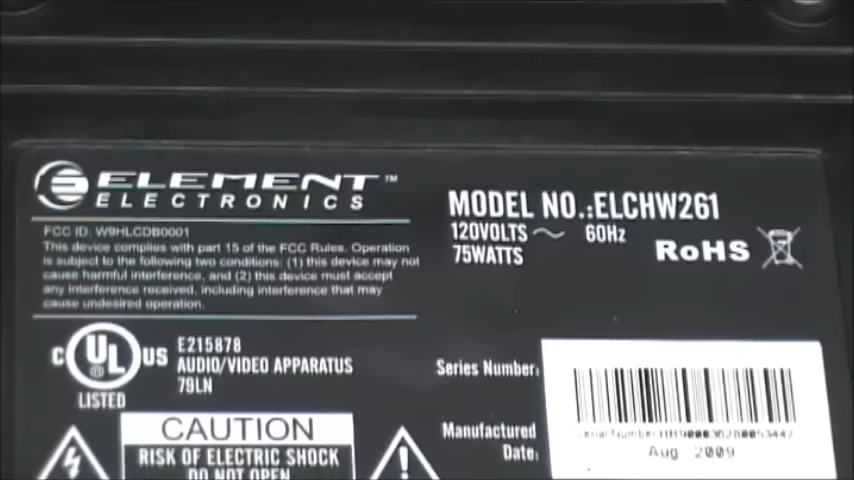 ELEMENT™
ELECTRONICS
FCC ID: W9HLCDB0001
This device complies with part 15 of the FCC Rules. Operation
is subject to the following two conditions: (1) this device may not
cause harmful interference, and (2) this device must accept
any interference received, including interference that may
cause undesired operation.
MODEL NO.:ELCHW261
120VOLTS ~ 60Hz
75WATTS
RoHS
C UL ® US
LISTED
E215878
AUDIO/VIDEO APPARATUS
79LN
CAUTION
RISK OF ELECTRIC SHOCK
DO NOT OPEN
!
Series Number:
Manufactured
Date:
Serial Number:
Aug 2009